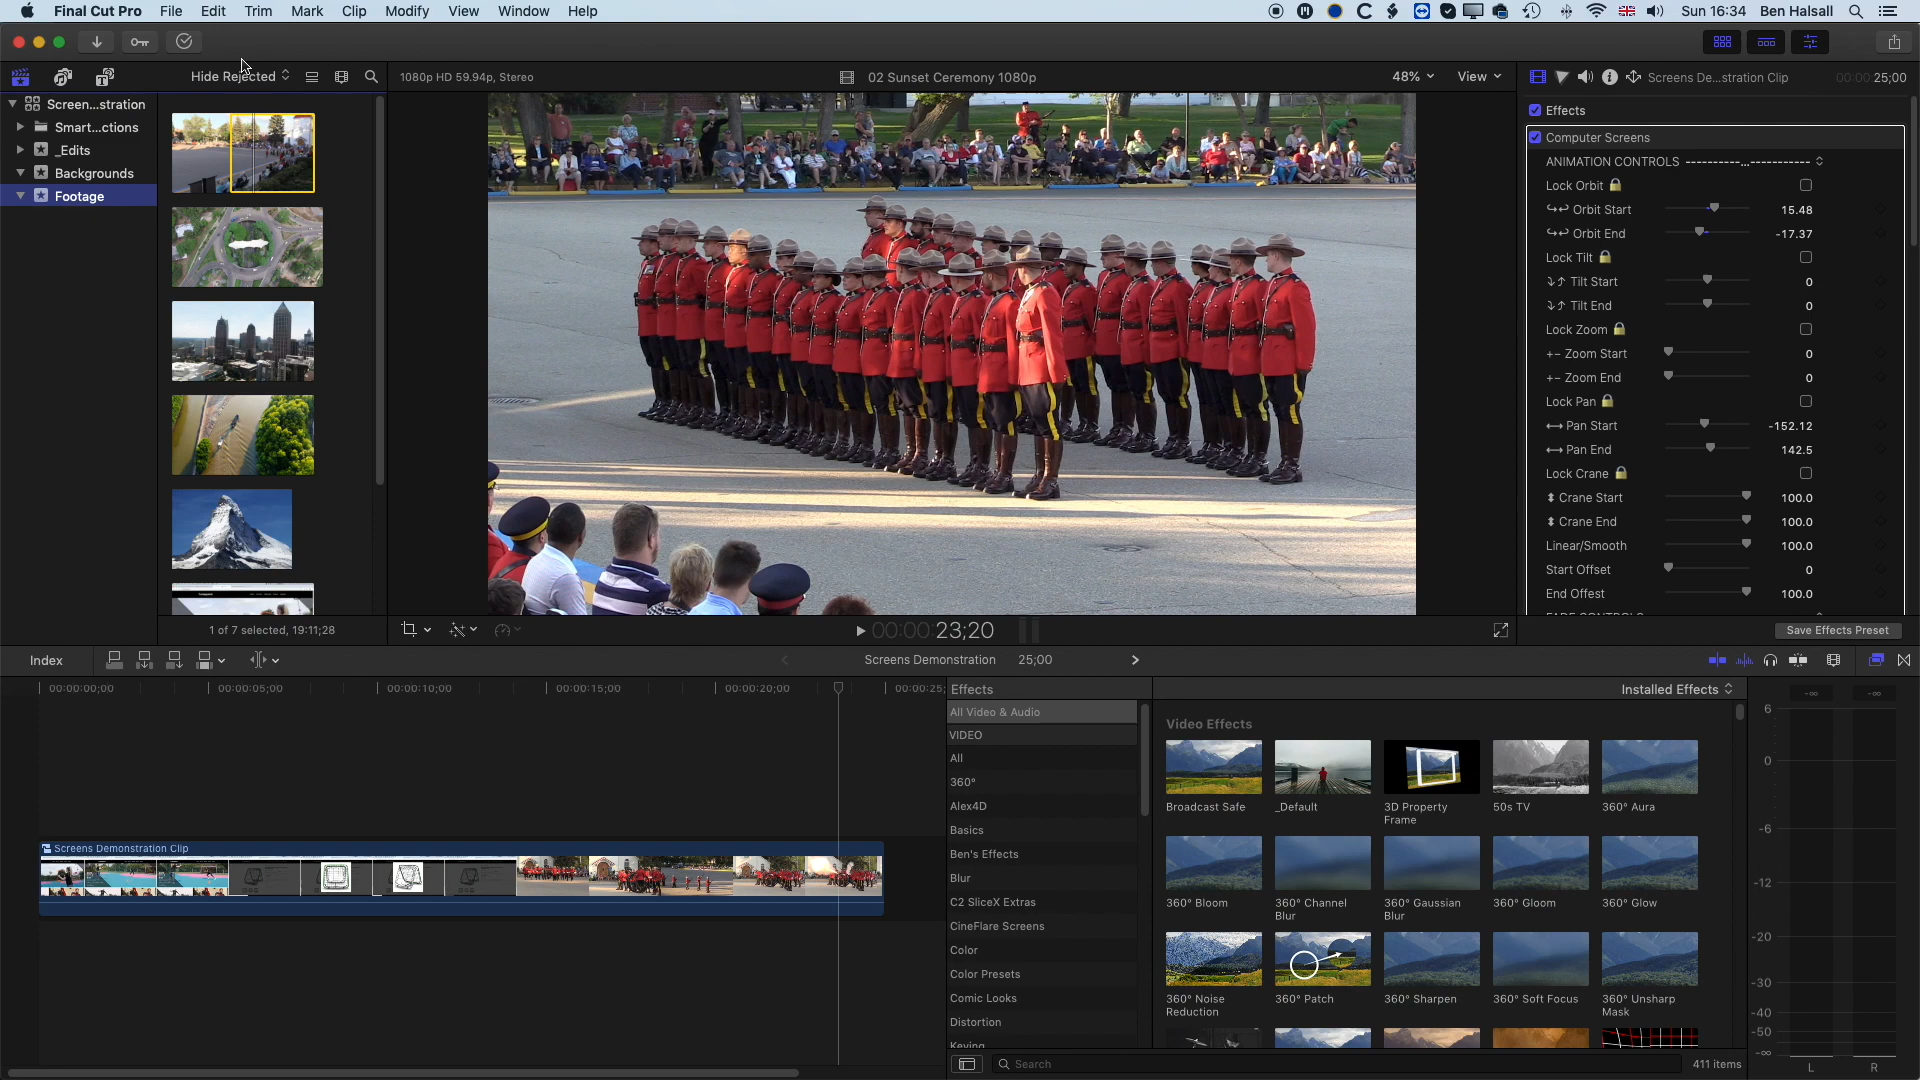 Final Cut Pro File Edit Trim Mark Clip Modify View Window Help
Sun 16:34 Ben Halsall
Hide Rejected
1080p HD 59.94p, Stereo
02 Sunset Ceremony 1080p
48% View
Screens De...stration Clip
00:00:25;00
Screen...stration
Smart...ctions
_Edits
Backgrounds
Footage
1 of 7 selected, 19:11;28
00:00:23;20
Effects
Computer Screens
ANIMATION CONTROLS ----------...-----------
Lock Orbit
Orbit Start 15.48
Orbit End -17.37
Lock Tilt
Tilt Start 0
Tilt End 0
Lock Zoom
+- Zoom Start 0
+- Zoom End 0
Lock Pan
Pan Start -152.12
Pan End 142.5
Lock Crane
Crane Start 100.0
Crane End 100.0
Linear/Smooth 100.0
Start Offset 0
End Offest 100.0
FADE CONTROLS
Save Effects Preset
Index
Screens Demonstration 25;00
00:00:00;00 00:00:05;00 00:00:10;00 00:00:15;00 00:00:20;00 00:00:25;
Screens Demonstration Clip
Effects
Installed Effects
All Video & Audio
VIDEO
All
360°
Alex4D
Basics
Ben's Effects
Blur
C2 SliceX Extras
CineFlare Screens
Color
Color Presets
Comic Looks
Distortion
Keying
Video Effects
Broadcast Safe
_Default
3D Property Frame
50s TV
360° Aura
360° Bloom
360° Channel Blur
360° Gaussian Blur
360° Gloom
360° Glow
360° Noise Reduction
360° Patch
360° Sharpen
360° Soft Focus
360° Unsharp Mask
Search
411 items
-∞ -∞
6
0
-6
-12
-20
-30
-40
-50
-∞
L R